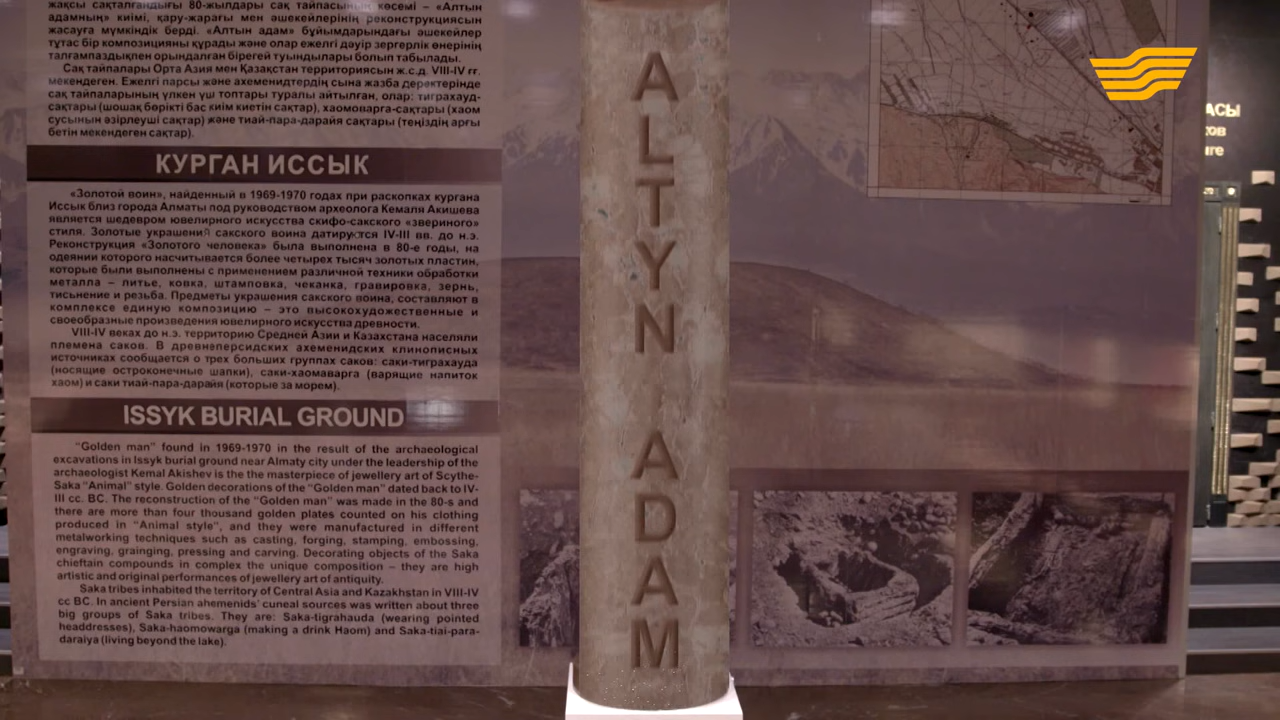 жақсы сақталғандығы 80-жылдары сақ тайпасының көсемі – «Алтын
адамның» киімі, қару-жарағы мен әшекейлерінің реконструкциясын
жасауға мүмкіндік берді. «Алтын адам» бұйымдарындағы әшекейлер
тұтас бір композицияны құрады және олар ежелгі дәуір зергерлік өнерінің
талғампаздықпен орындалған бірегей туындылары болып табылады.
Сақ тайпалары Орта Азия мен Қазақстан территориясын ж.с.д. VIII-IV ғғ.
мекендеген. Ежелгі парсы және ахеменидтердің сына жазба деректерінде
сақ тайпаларының үлкен үш топтары туралы айтылған, олар: тиграхауд-
сақтары (шошақ бөрікті бас киім киетін сақтар), хаомоварга-сақтары (хаом
сусынын әзірлеуші сақтар) және тиай-пара-дарайя сақтары (теңіздің арғы
бетін мекендеген сақтар).
КУРГАН ИССЫК
«Золотой воин», найденный в 1969-1970 годах при раскопках кургана
Иссык близ города Алматы под руководством археолога Кемаля Акишева
является шедевром ювелирного искусства скифо-сакского «звериного»
стиля. Золотые украшений сакского воина датируются IV-III вв. до н.э.
Реконструкция «Золотого человека» была выполнена в 80-е годы, на
одеянии которого насчитывается более четырех тысяч золотых пластин,
которые были выполнены с применением различной техники обработки
металла – литье, ковка, штамповка, чеканка, гравировка, зернь,
тисьнение и резьба. Предметы украшения сакского воина, составляют в
комплексе единую композицию – это высокохудожественные и
своеобразные произведения ювелирного искусства древности.
VIII-IV веках до н.э. территорию Средней Азии и Казахстана населяли
племена саков. В древнеперсидских ахеменидских клинописных
источниках сообщается о трех больших группах саков: саки-тиграхауда
(носящие остроконечные шапки), саки-хаомаварга (варящие напиток
хаом) и саки тиай-пара-дарайя (которые за морем).
ISSYK BURIAL GROUND
"Golden man" found in 1969-1970 in the result of the archaeological
excavations in Issyk burial ground near Almaty city under the leadership of the
archaeologist Kemal Akishev is the the masterpiece of jewellery art of Scythe-
Saka "Animal" style. Golden decorations of the "Golden man" dated back to IV-
III cc. BC. The reconstruction of the "Golden man" was made in the 80-s and
there are more than four thousand golden plates counted on his clothing
produced in "Animal style", and they were manufactured in different
metalworking techniques such as casting, forging, stamping, embossing,
engraving, grainging, pressing and carving. Decorating objects of the Saka
chieftain compounds in complex the unique composition – they are high
artistic and original performances of jewellery art of antiquity.
Saka tribes inhabited the territory of Central Asia and Kazakhstan in VIII-IV
cc BC. In ancient Persian ahemenids' cuneal sources was written about three
big groups of Saka tribes. They are: Saka-tigrahauda (wearing pointed
headdresses), Saka-haomowarga (making a drink Haom) and Saka-tiai-para-
daraiya (living beyond the lake).
ALTYN ADAM